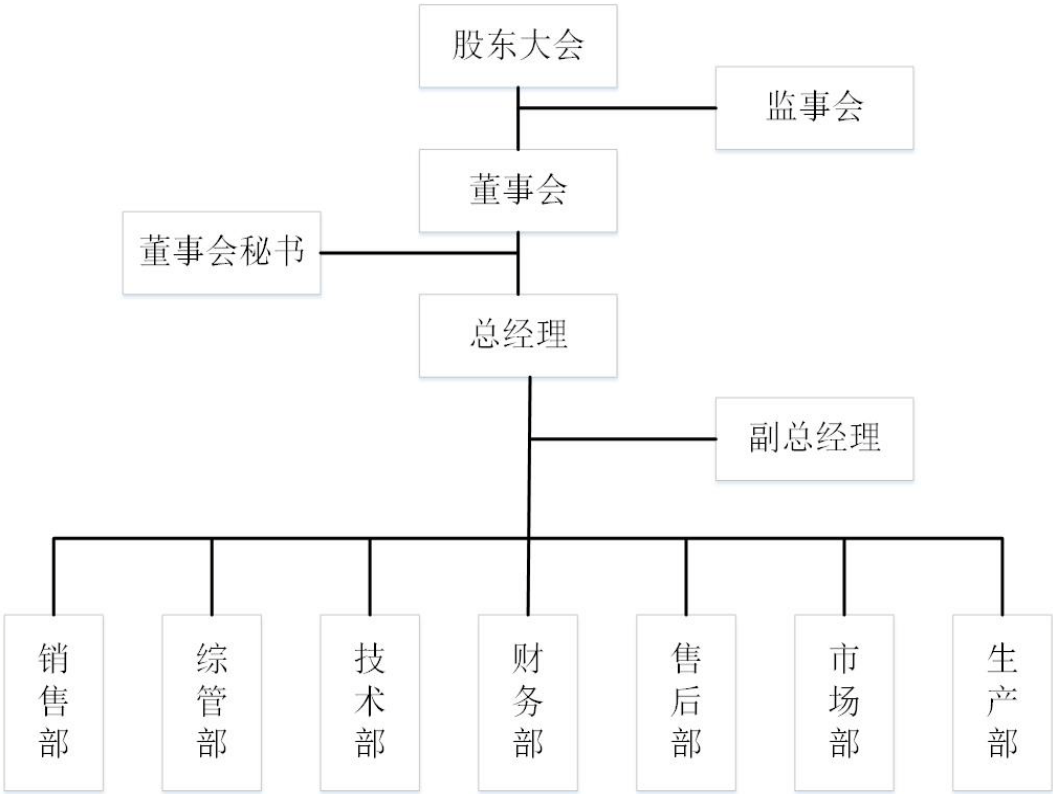 股东大会
监事会
董事会
董事会秘书
总经理
副总经理
销售部
综管部
技术部
财务部
售后部
市场部
生产部